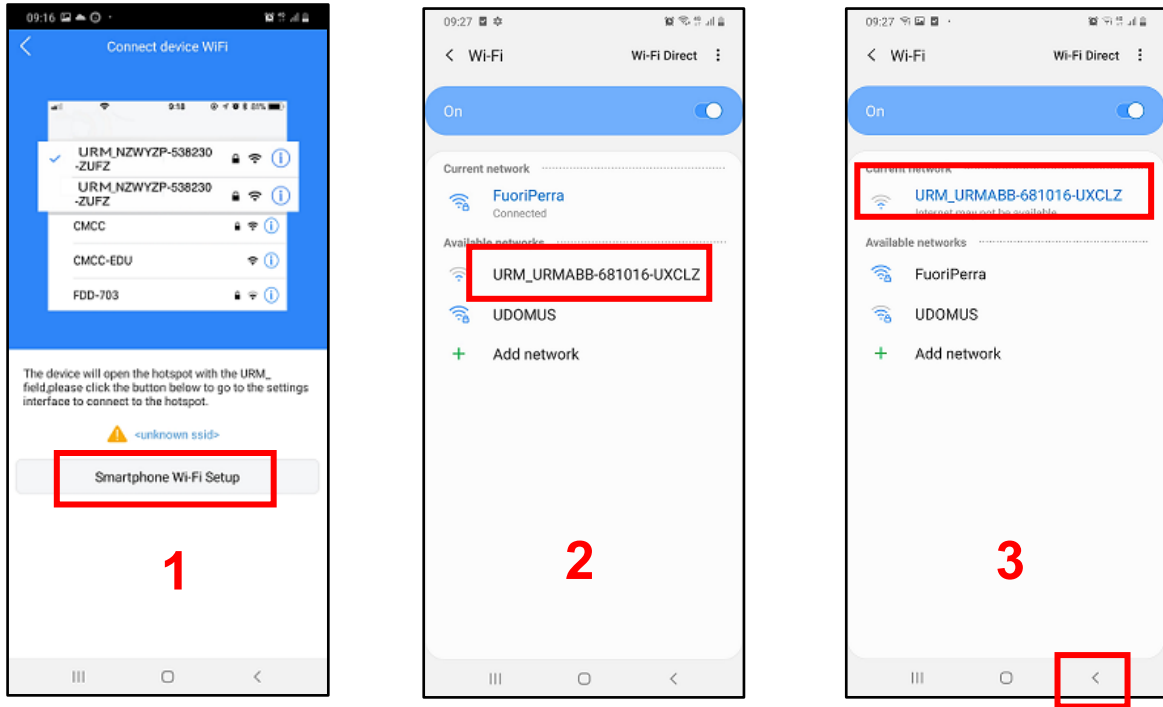 09:16
Connect device WiFi
9:18
81%
URM_NZWYZP-538230
-ZUFZ
URM_NZWYZP-538230
-ZUFZ
CMCC
CMCC-EDU
FDD-703
The device will open the hotspot with the URM_
field,please click the button below to go to the settings
interface to connect to the hotspot.
<unknown ssid>
Smartphone Wi-Fi Setup
1
09:27
Wi-Fi Wi-Fi Direct
On
Current network
FuoriPerra
Connected
Available networks
URM_URMABB-681016-UXCLZ
UDOMUS
+ Add network
2
09:27
Wi-Fi Wi-Fi Direct
On
Current network
URM_URMABB-681016-UXCLZ
Internet may not be available
Available networks
FuoriPerra
UDOMUS
+ Add network
3